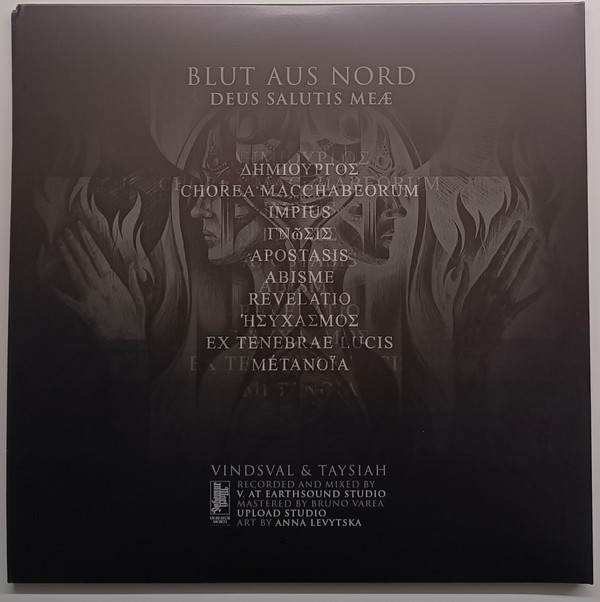 BLUT AUS NORD
DEUS SALUTIS MEÆ
ΔΗΜΙΟΥΡΓΟΣ
CHOREA MACCHABEORUM
IMPIUS
ΓΝῶΣΙΣ
APOSTASIS
ABISME
REVELATIO
ἩΣΥΧΑΣΜΟΣ
EX TENEBRAE LUCIS
MÉTANOÏA
VINDSVAL & TAYSIAH
RECORDED AND MIXED BY
V. AT EARTHSOUND STUDIO
MASTERED BY BRUNO VAREA
UPLOAD STUDIO
ART BY ANNA LEVYTSKA